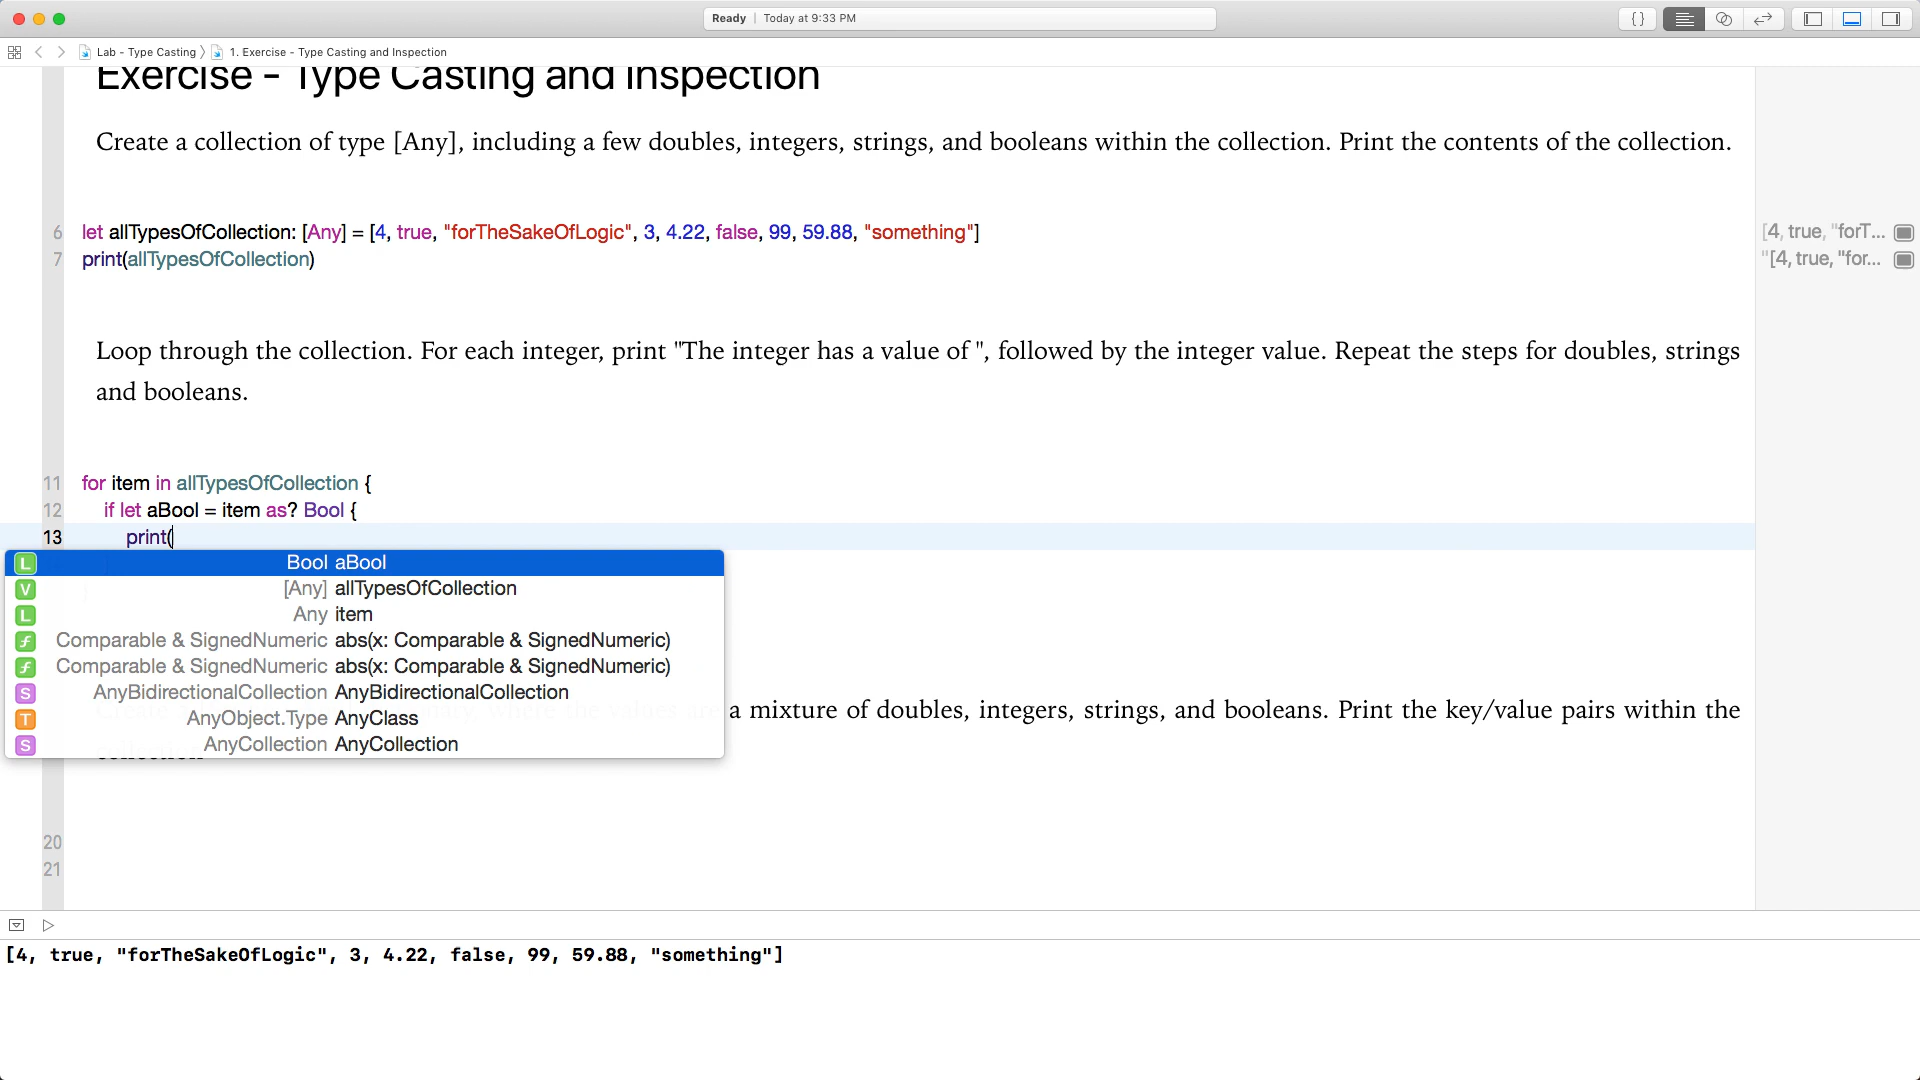 Ready Today at 9:33 PM
{ }
Lab - Type Casting 1. Exercise - Type Casting and Inspection
Exercise - Type Casting and Inspection
Create a collection of type [Any], including a few doubles, integers, strings, and booleans within the collection. Print the contents of the collection.
6 let allTypesOfCollection: [Any] = [4, true, "forTheSakeOfLogic", 3, 4.22, false, 99, 59.88, "something"] [4, true, "forT...
7 print(allTypesOfCollection) "[4, true, "for...
Loop through the collection. For each integer, print "The integer has a value of ", followed by the integer value. Repeat the steps for doubles, strings
and booleans.
11 for item in allTypesOfCollection {
12 if let aBool = item as? Bool {
13 print(
L Bool aBool
V [Any] allTypesOfCollection
L Any item
f Comparable & SignedNumeric abs(x: Comparable & SignedNumeric)
f Comparable & SignedNumeric abs(x: Comparable & SignedNumeric)
S AnyBidirectionalCollection AnyBidirectionalCollection
T AnyObject.Type AnyClass a mixture of doubles, integers, strings, and booleans. Print the key/value pairs within the
S AnyCollection AnyCollection
20
21
[4, true, "forTheSakeOfLogic", 3, 4.22, false, 99, 59.88, "something"]